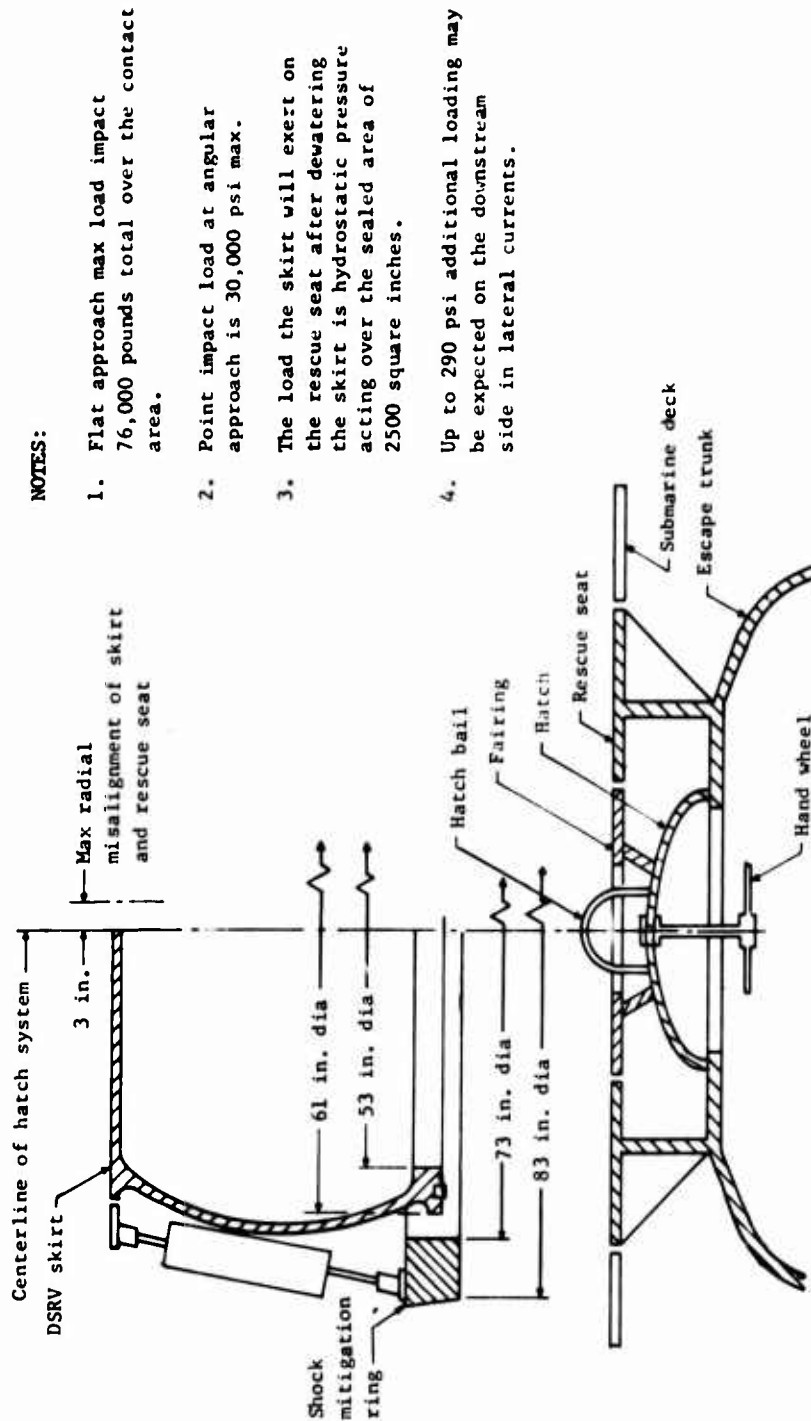 NOTES:
1. Flat approach max load impact
76,000 pounds total over the contact
area.
2. Point impact load at angular
approach is 30,000 psi max.
3. The load the skirt will exert on
the rescue seat after dewatering
the skirt is hydrostatic pressure
acting over the sealed area of
2500 square inches.
4. Up to 290 psi additional loading may
be expected on the downstream
side in lateral currents.
Centerline of hatch system
DSRV skirt
3 in.
Max radial
misalignment of skirt
and rescue seat
61 in. dia
53 in. dia
Shock
mitigation
ring
73 in. dia
83 in. dia
Hatch bail
Fairing
Hatch
Rescue seat
Submarine deck
Escape trunk
Hand wheel